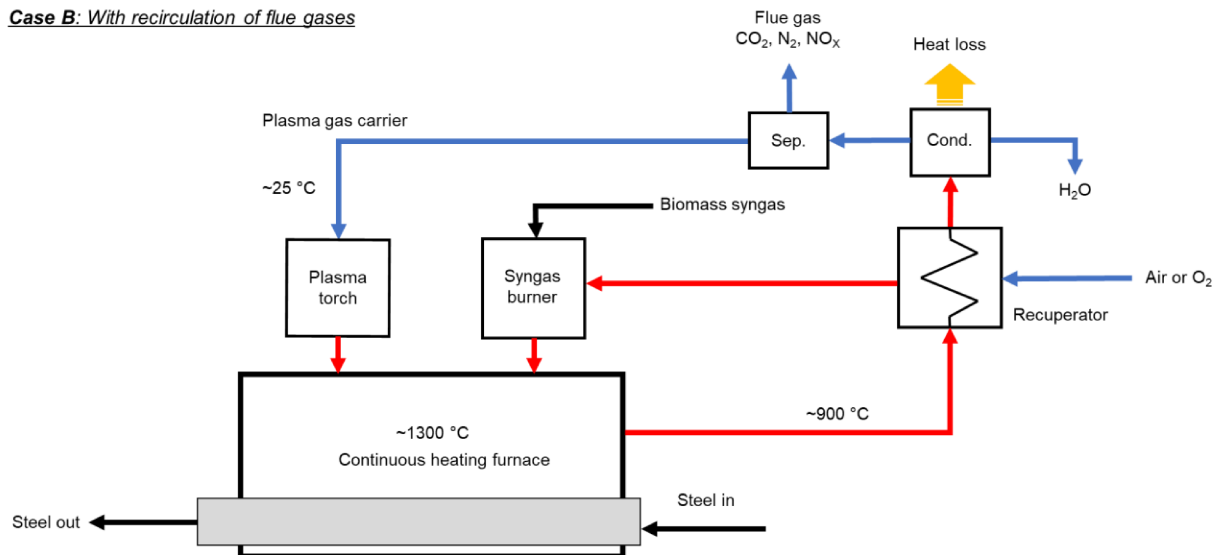 Case B: With recirculation of flue gases
Flue gas
CO₂, N₂, NOₓ
Heat loss
Plasma gas carrier
Sep.
Cond.
~25 °C
H₂O
Biomass syngas
Plasma
torch
Syngas
burner
Air or O₂
Recuperator
~900 °C
~1300 °C
Continuous heating furnace
Steel in
Steel out